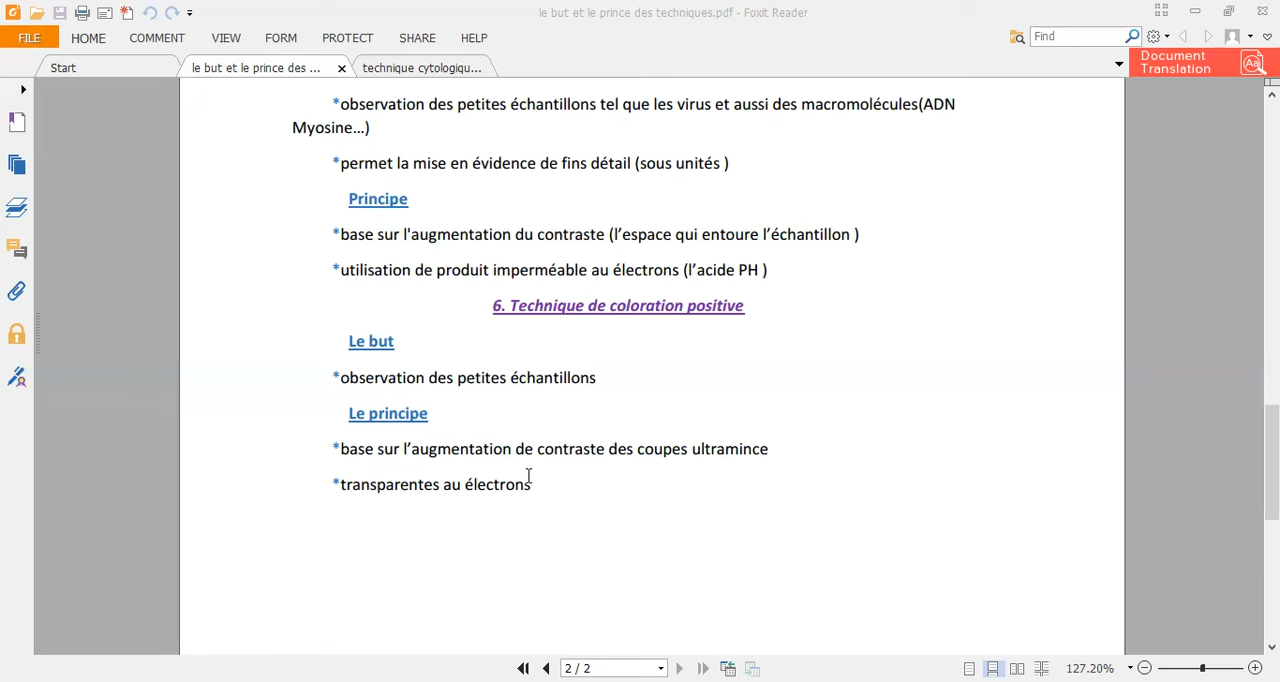 le but et le prince des techniques.pdf - Foxit Reader
FILE HOME COMMENT VIEW FORM PROTECT SHARE HELP
Find
Start
le but et le prince des ...
technique cytologiqu...
Document
Translation
*observation des petites échantillons tel que les virus et aussi des macromolécules(ADN
Myosine…)
*permet la mise en évidence de fins détail (sous unités )
Principe
*base sur l'augmentation du contraste (l’espace qui entoure l’échantillon )
*utilisation de produit imperméable au électrons (l’acide PH )
6. Technique de coloration positive
Le but
*observation des petites échantillons
Le principe
*base sur l’augmentation de contraste des coupes ultramince
*transparentes au électrons
2 / 2
127.20%